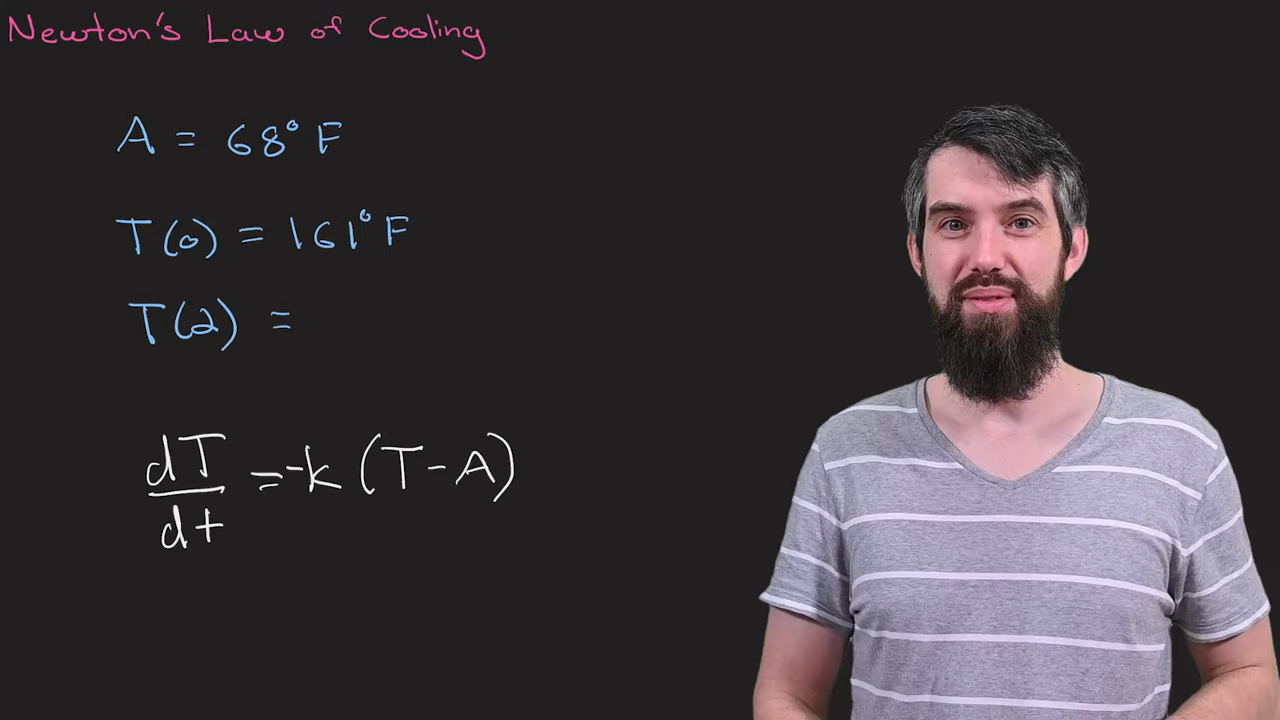 Newton's Law of Cooling
A = 68° F
T(0) = 161° F
T(2) =
dT/dt = -k (T - A)